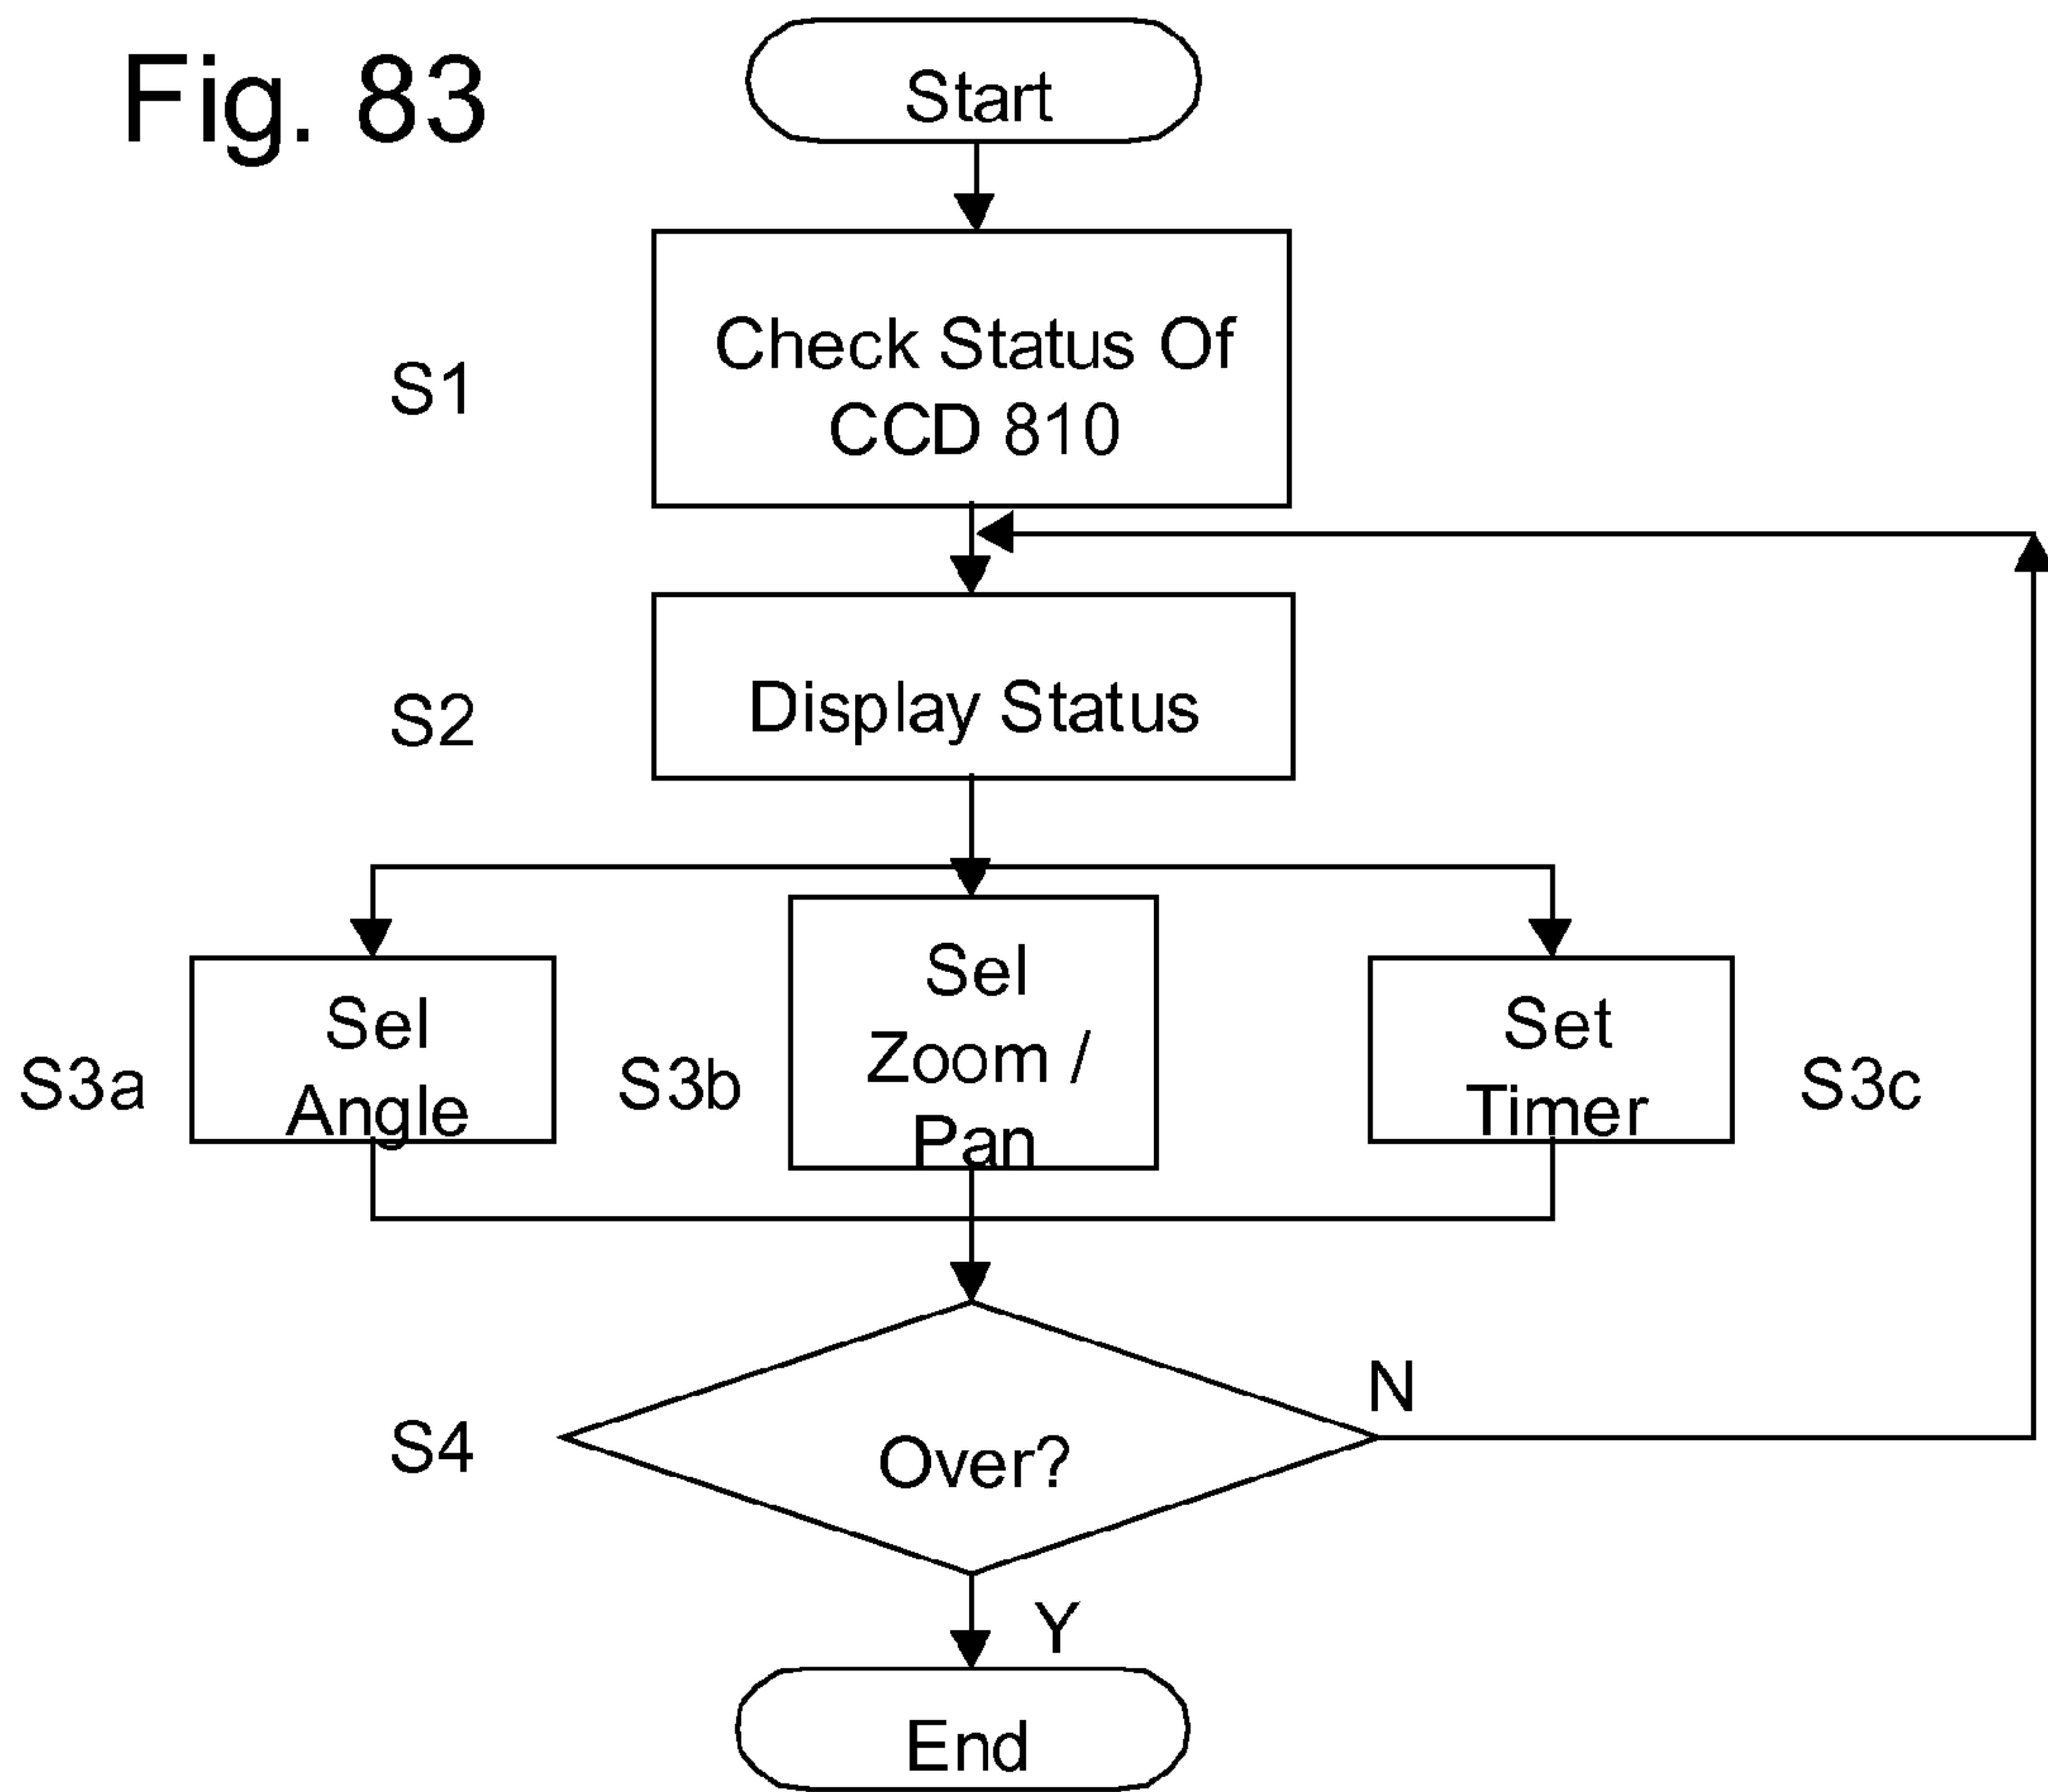 Fig. 83
Start
S1
Check Status Of
CCD 810
S2
Display Status
S3a
Sel
Angle
S3b
Sel
Zoom /
Pan
Set
Timer
S3c
S4
Over?
N
Y
End